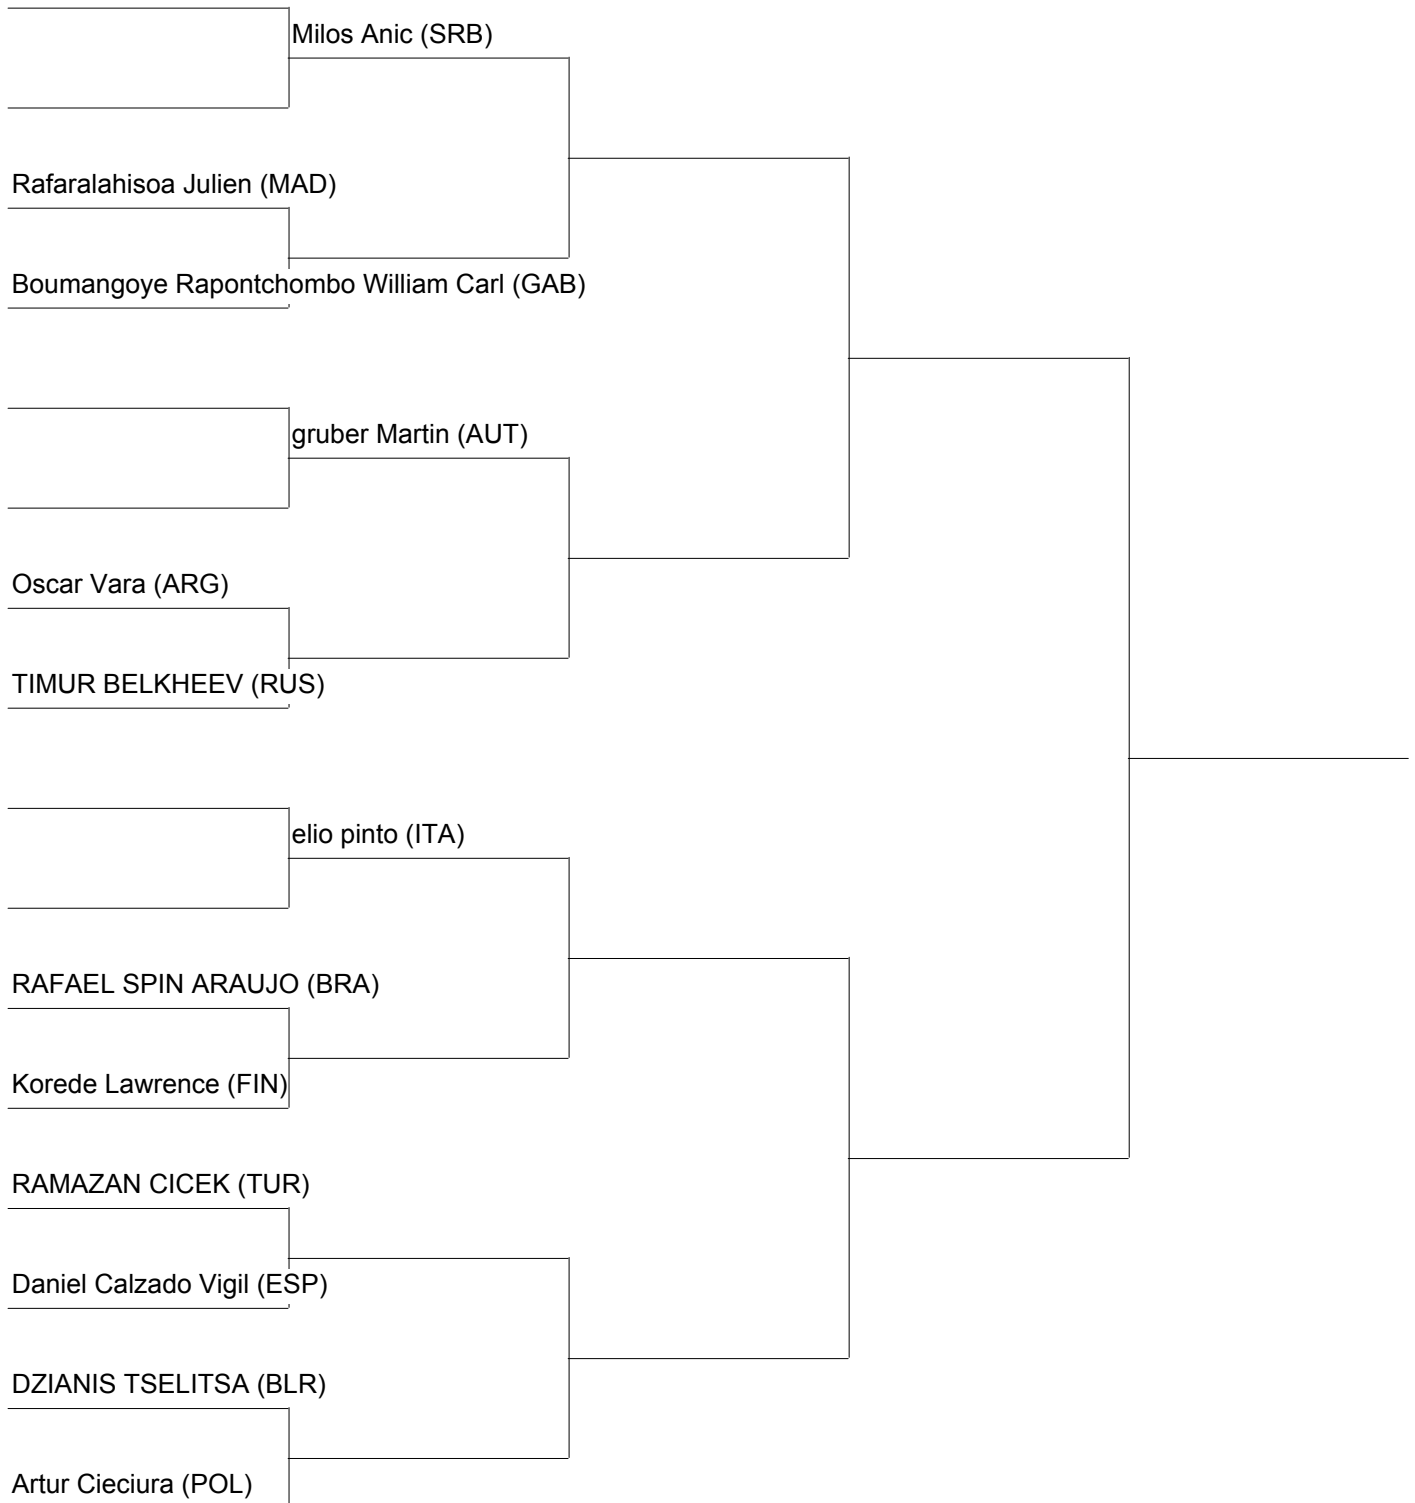 Milos Anic (SRB)
Rafaralahisoa Julien (MAD)
Boumangoye Rapontchombo William Carl (GAB)
gruber Martin (AUT)
Oscar Vara (ARG)
TIMUR BELKHEEV (RUS)
elio pinto (ITA)
RAFAEL SPIN ARAUJO (BRA)
Korede Lawrence (FIN)
RAMAZAN CICEK (TUR)
Daniel Calzado Vigil (ESP)
DZIANIS TSELITSA (BLR)
Artur Cieciura (POL)